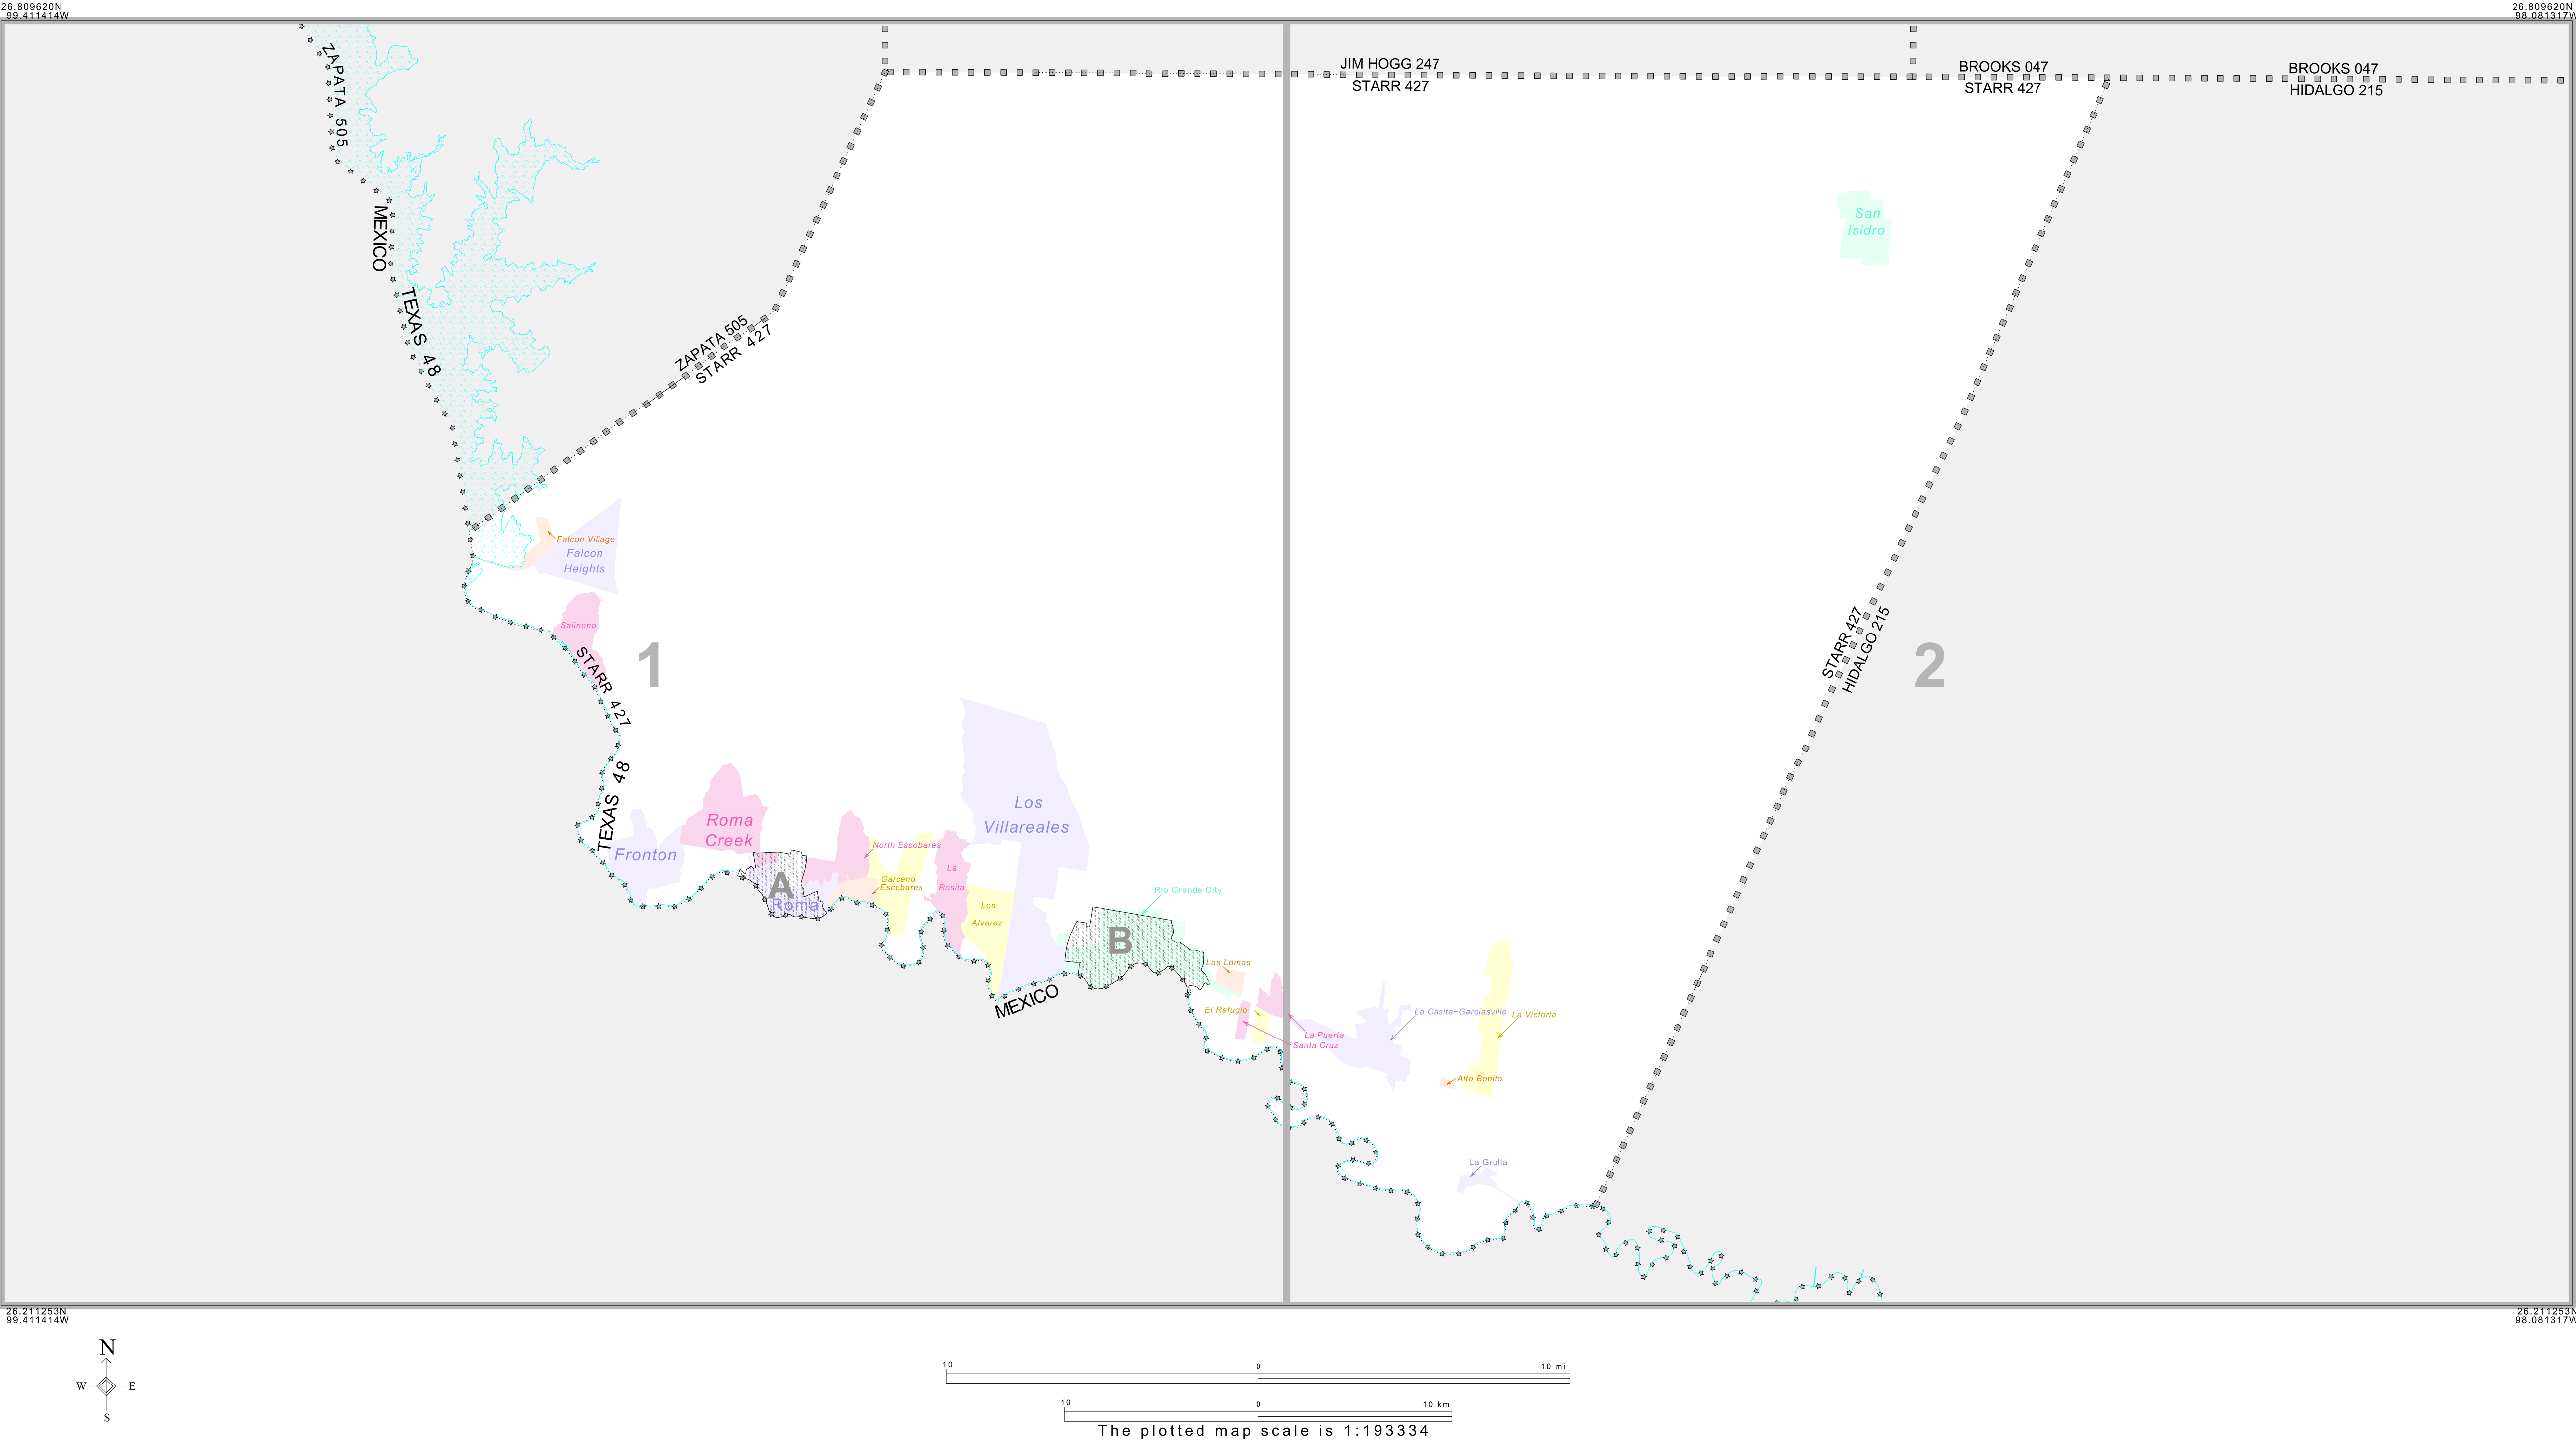 26.809620N
99.411414W
26.809620N
98.081317W
ZAPATA 505
MEXICO
TEXAS 48
JIM HOGG 247
STARR 427
BROOKS 047
STARR 427
BROOKS 047
HIDALGO 215
San
Isidro
ZAPATA 505
STARR 427
Falcon Village
Falcon
Heights
Salineno
STARR 427
1
STARR 427
HIDALGO 215
2
TEXAS 48
Roma
Creek
Fronton
North Escobares
Garceno
Escobares
A
Roma
La
Rosita
Los
Villareales
Los
Alvarez
Rio Grande City
B
MEXICO
Las Lomas
El Refugio
La Puerta
Santa Cruz
La Casita-Garciasville
La Victoria
Alto Bonito
La Grulla
26.211253N
99.411414W
26.211253N
98.081317W
N
W E
S
10 0 10 mi
10 0 10 km
The plotted map scale is 1:193334